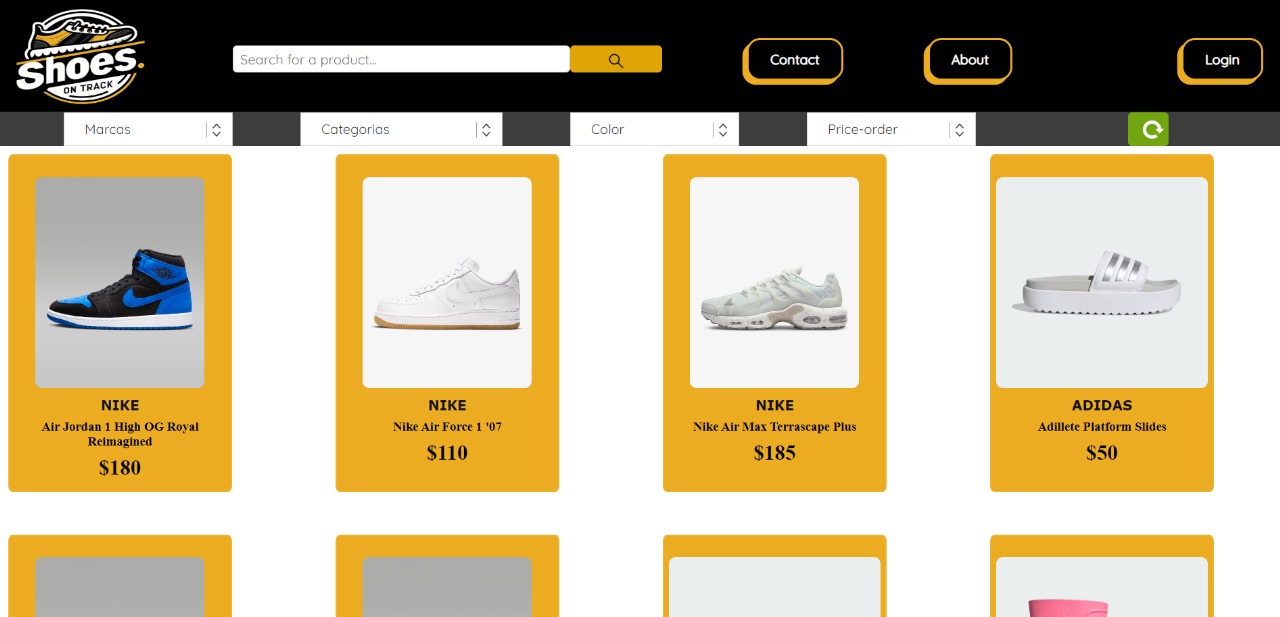 Shoes.
ON TRACK
Search for a product...
Contact
About
Login
Marcas
Categorias
Color
Price-order
NIKE
Air Jordan 1 High OG Royal
Reimagined
$180
NIKE
Nike Air Force 1 '07
$110
NIKE
Nike Air Max Terrascape Plus
$185
ADIDAS
Adillete Platform Slides
$50